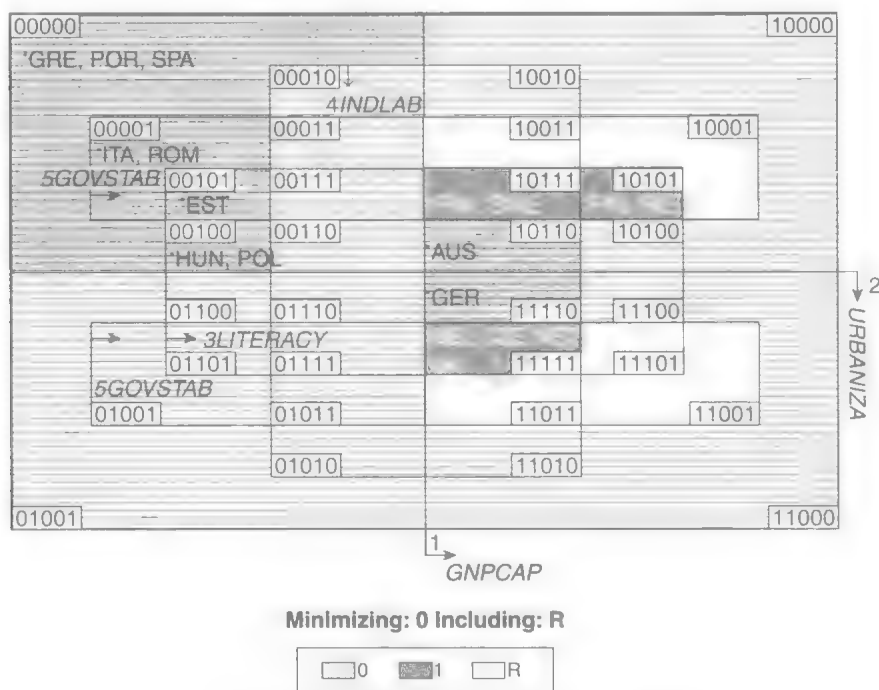 00000 10000
*GRE, POR, SPA
00010 10010
4INDLAB
00001 00011 10011 10001
*ITA, ROM
5GOVSTAB 00101 00111 10111 10101
*EST
00100 00110 10110 10100
*HUN, POL *AUS
2
*GER
01100 01110 11110 11100
3LITERACY
01101 01111 11111 11101
5GOVSTAB
01001 01011 11011 11001
URBANIZA
01010 11010
01001 11000
1
GNPCAP
Minimizing: 0 Including: R
0 1 R